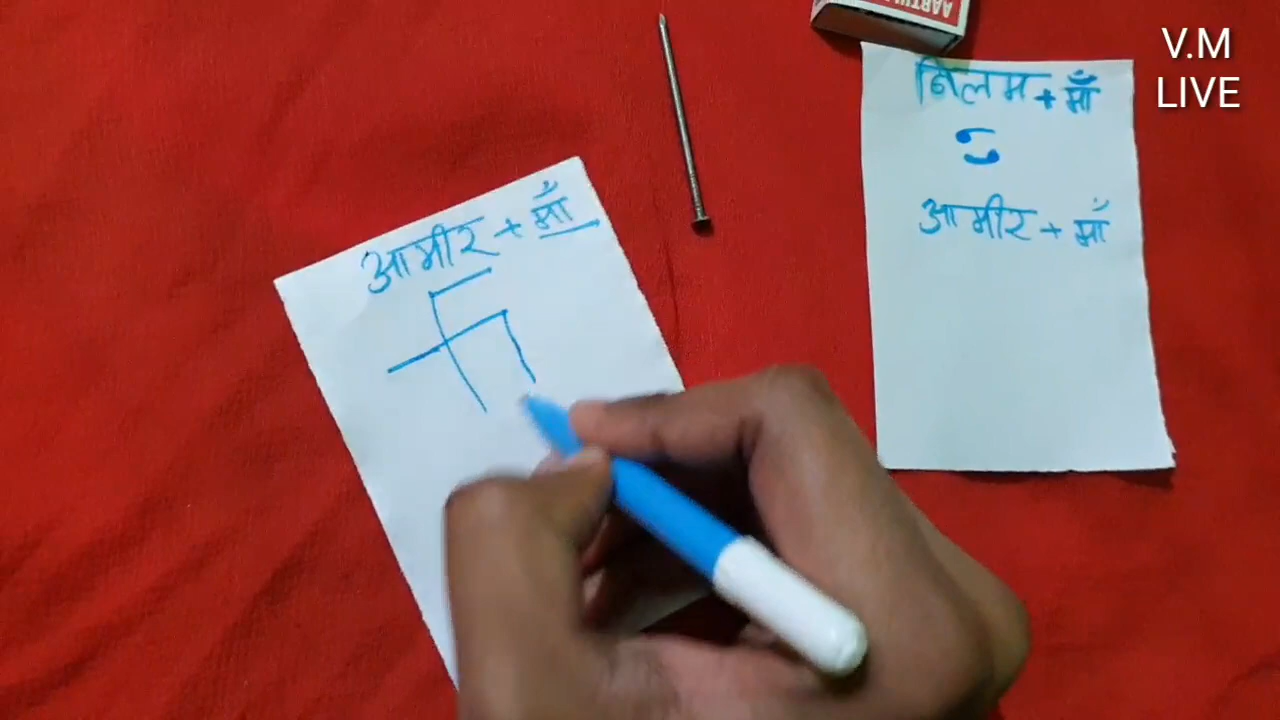 आमीर + माँ
निलम + माँ
आमीर + माँ
V.M
LIVE